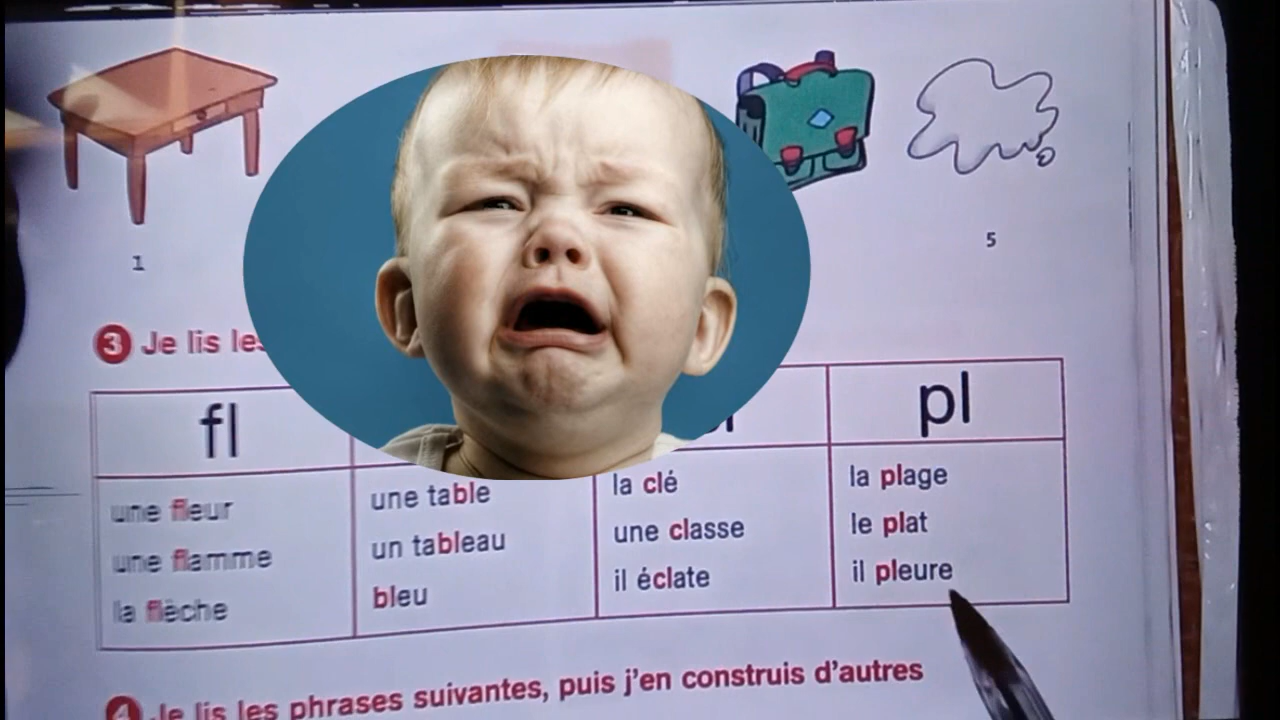 1
5
3 Je lis les
fl
pl
une fleur
une flamme
la flèche
une table
un tableau
bleu
la clé
une classe
il éclate
la plage
le plat
il pleure
4 Je lis les phrases suivantes, puis j'en construis d'autres